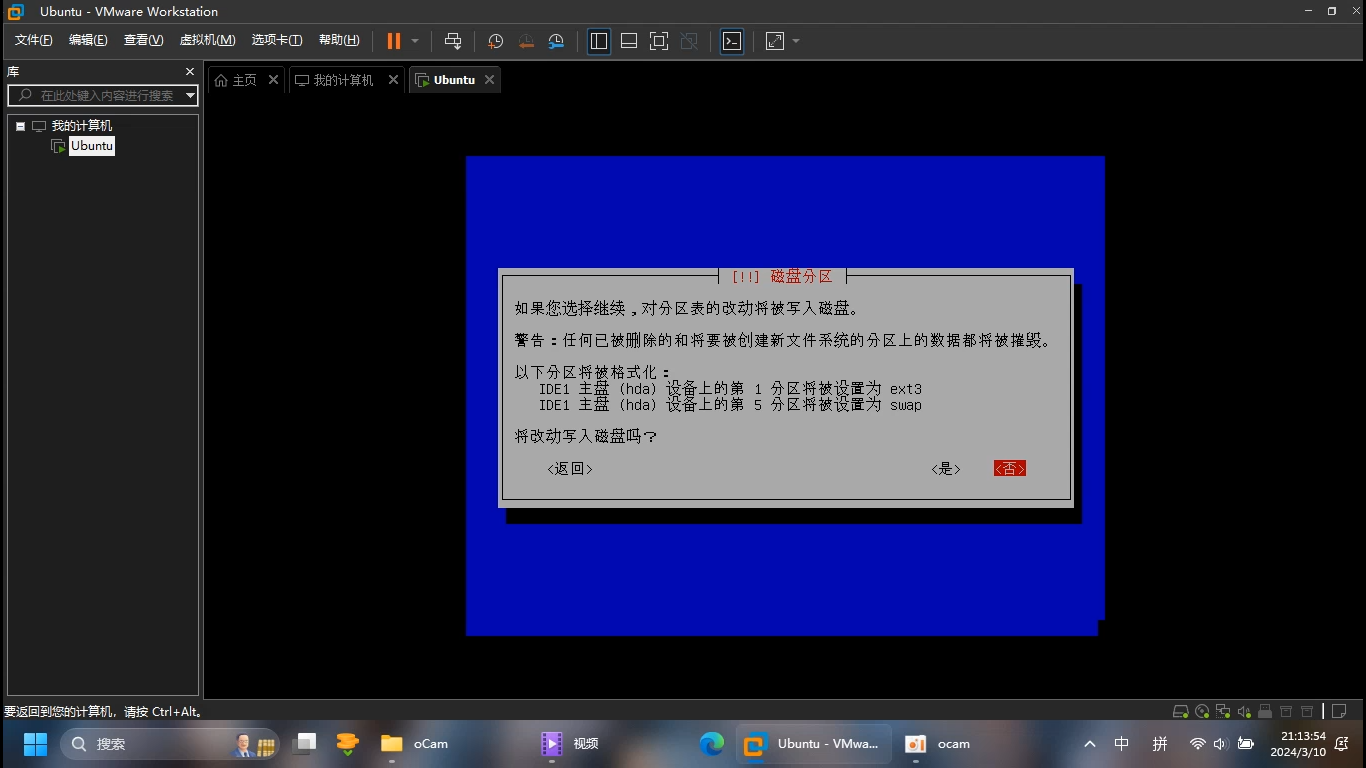 Ubuntu - VMware Workstation
文件(F) 编辑(E) 查看(V) 虚拟机(M) 选项卡(T) 帮助(H)
库
主页 我的计算机 Ubuntu
在此处键入内容进行搜索
我的计算机
Ubuntu
[!!] 磁盘分区
如果您选择继续,对分区表的改动将被写入磁盘。
警告:任何已被删除的和将要被创建新文件系统的分区上的数据都将被摧毁。
以下分区将被格式化:
IDE1 主盘 (hda) 设备上的第 1 分区将被设置为 ext3
IDE1 主盘 (hda) 设备上的第 5 分区将被设置为 swap
将改动写入磁盘吗?
<返回> <是> <否>
要返回到您的计算机，请按 Ctrl+Alt。
搜索 oCam 视频 Ubuntu - VMwa... ocam 中 拼 21:13:54
2024/3/10